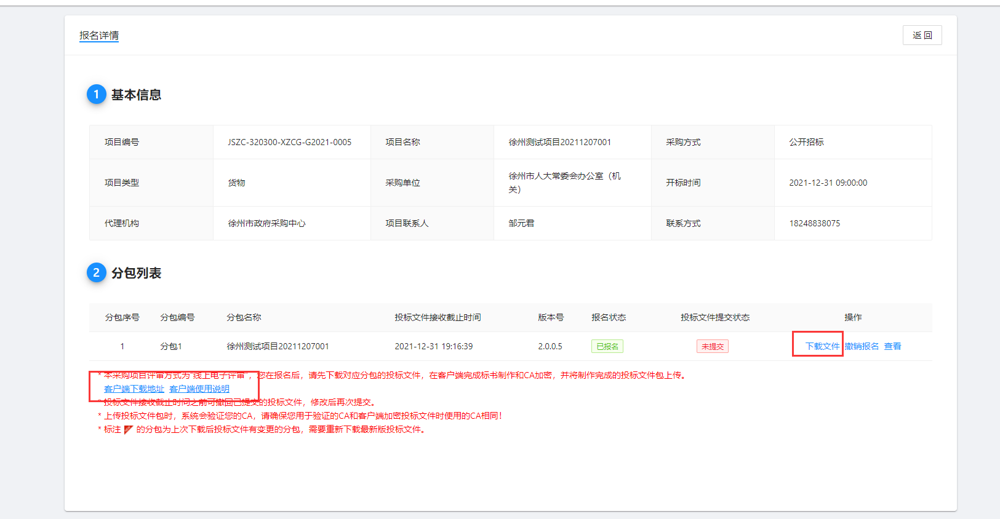 报名详情
返 回
1 基本信息
项目编号 JSZC-320300-XZCG-G2021-0005 项目名称 徐州测试项目20211207001 采购方式 公开招标
项目类型 货物 采购单位 徐州市人大常委会办公室（机关） 开标时间 2021-12-31 09:00:00
代理机构 徐州市政府采购中心 项目联系人 邹元君 联系方式 18248838075
2 分包列表
分包序号 分包编号 分包名称 投标文件接收截止时间 版本号 报名状态 投标文件提交状态 操作
1 分包1 徐州测试项目20211207001 2021-12-31 19:16:39 2.0.0.5 已报名 未提交 下载文件 撤销报名 查看
* 本采购项目评审方式为“线上电子评审”，您在报名后，请先下载对应分包的投标文件，在客户端完成标书制作和CA加密，并将制作完成的投标文件包上传。
客户端下载地址 客户端使用说明
* 投标文件接收截止时间之前可撤回已提交的投标文件，修改后再次提交。
* 上传投标文件包时，系统会验证您的CA，请确保您用于验证的CA和客户端加密投标文件时使用的CA相同！
* 标注 的分包为上次下载后投标文件有变更的分包，需要重新下载最新版投标文件。